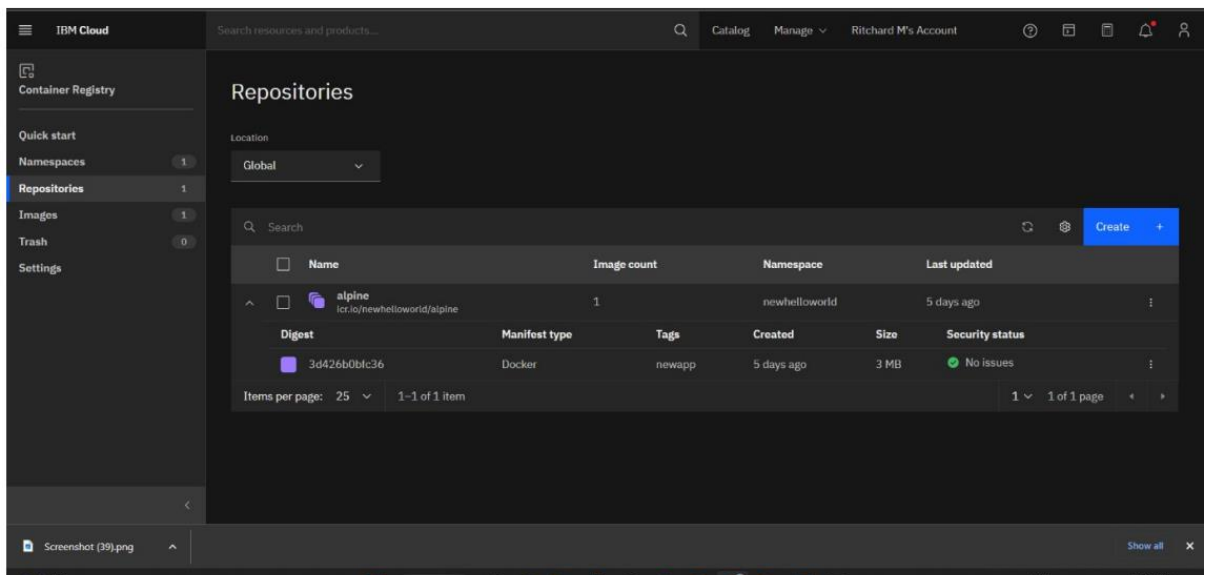 IBM Cloud
Search resources and products...
Catalog
Manage
Ritchard M's Account
Container Registry
Quick start
Namespaces 1
Repositories 1
Images 1
Trash 0
Settings
Repositories
Location
Global
Search
Create +
Name Image count Namespace Last updated
alpine 1 newhelloworld 5 days ago
icr.io/newhelloworld/alpine
Digest Manifest type Tags Created Size Security status
3d426b0bfc36 Docker newapp 5 days ago 3 MB No issues
Items per page: 25 1–1 of 1 item 1 1 of 1 page
Screenshot (39).png
Show all